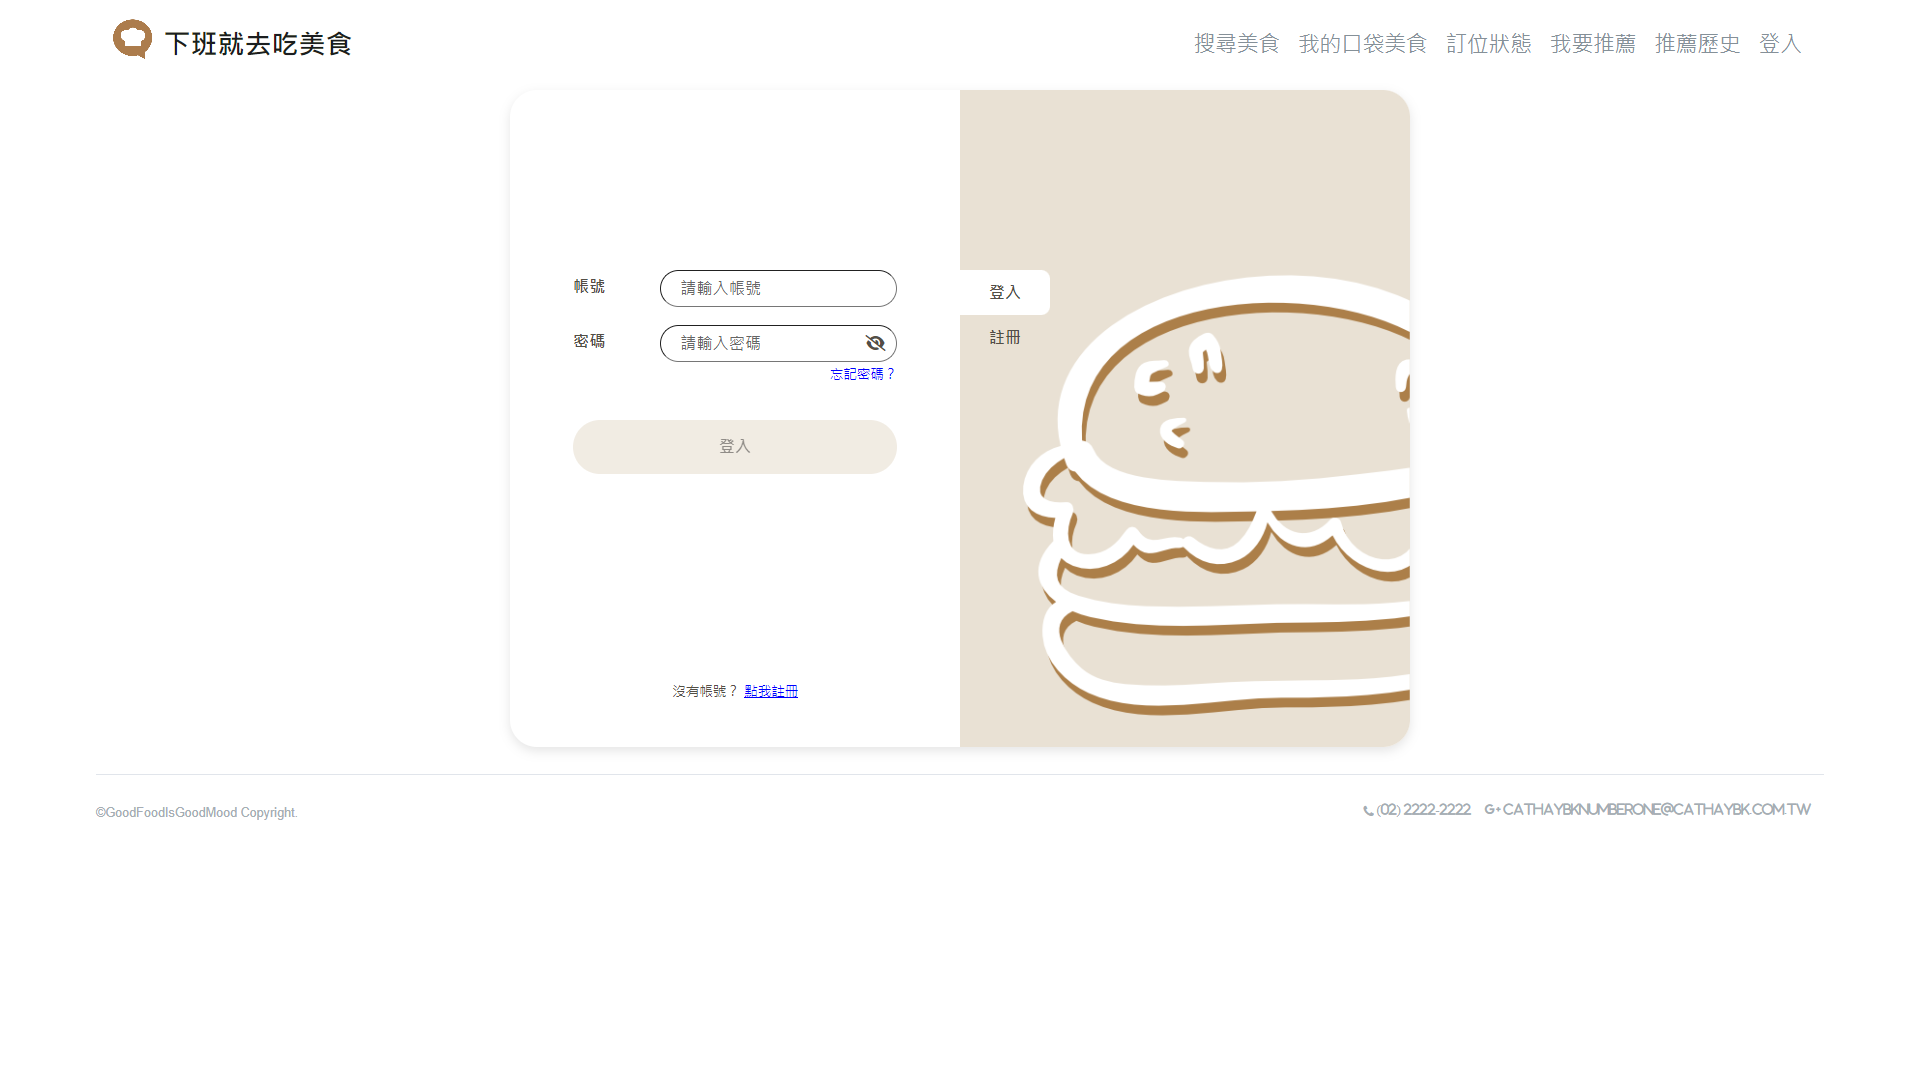 下班就去吃美食
搜尋美食 我的口袋美食 訂位狀態 我要推薦 推薦歷史 登入
帳號 請輸入帳號
密碼 請輸入密碼
忘記密碼？
登入
沒有帳號？ 點我註冊
登入
註冊
©GoodFoodIsGoodMood Copyright.
(02) 2222-2222 G+ CATHAYBKNUMBERONE@CATHAYBK.COM.TW